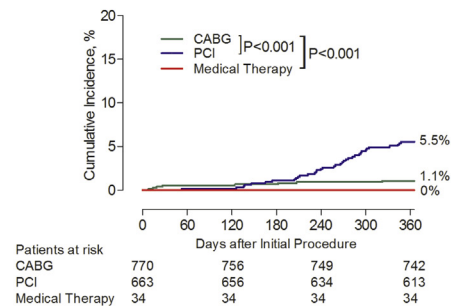 20
15
10
5
0
Cumulative Incidence, %
CABG
PCI
Medical Therapy
P<0.001
P<0.001
5.5%
1.1%
0%
0 60 120 180 240 300 360
Days after Initial Procedure
Patients at risk
CABG 770 756 749 742
PCI 663 656 634 613
Medical Therapy 34 34 34 34